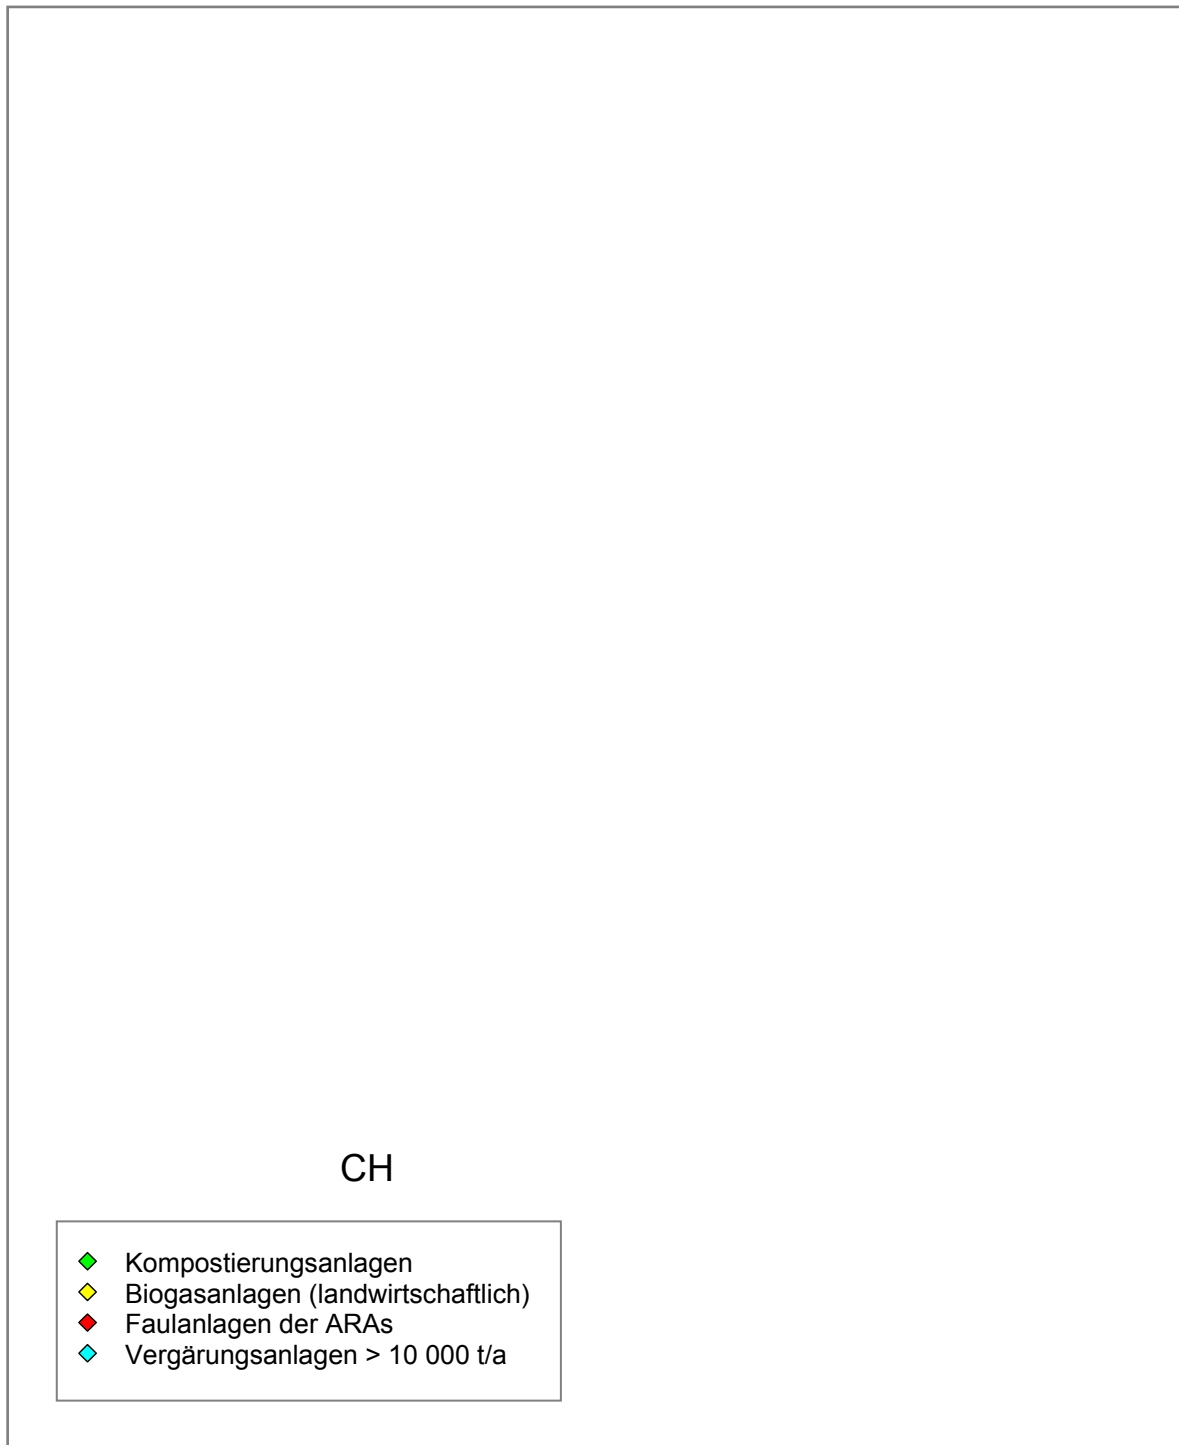 CH
Kompostierungsanlagen
Biogasanlagen (landwirtschaftlich)
Faulanlagen der ARAs
Vergärungsanlagen > 10 000 t/a